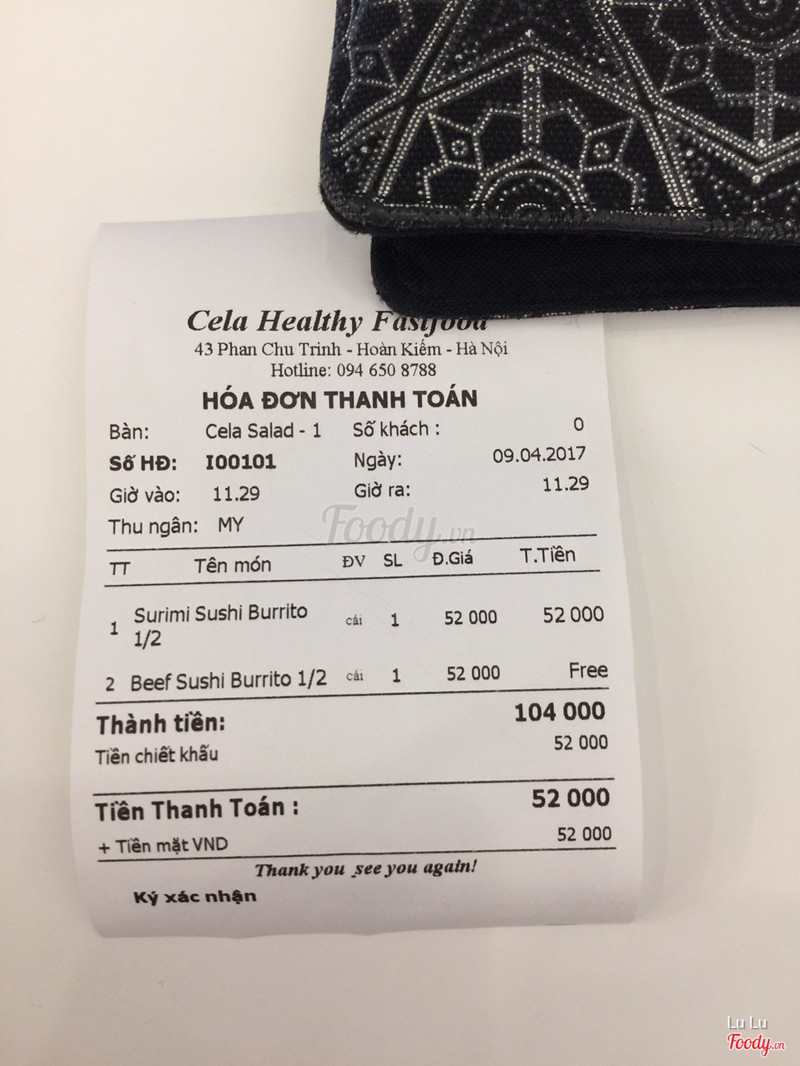 Cela Healthy Fastfood
43 Phan Chu Trinh - Hoàn Kiếm - Hà Nội
Hotline: 094 650 8788
HÓA ĐƠN THANH TOÁN
Bàn: Cela Salad - 1 Số khách : 0
Số HĐ: I00101 Ngày: 09.04.2017
Giờ vào: 11.29 Giờ ra: 11.29
Thu ngân: MY
Foody.vn
TT Tên món ĐV SL Đ.Giá T.Tiền
1 Surimi Sushi Burrito 1/2 cái 1 52 000 52 000
2 Beef Sushi Burrito 1/2 cái 1 52 000 Free
Thành tiền: 104 000
Tiền chiết khấu 52 000
Tiền Thanh Toán : 52 000
+ Tiền mặt VND 52 000
Thank you see you again!
Ký xác nhận
Lu Lu
Foody.vn